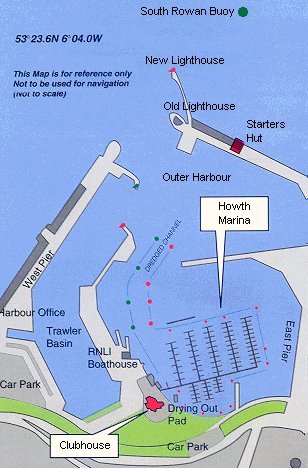 South Rowan Buoy
53° 23.6N 6° 04.0W
New Lighthouse
This Map is for reference only
Not to be used for navigation
(Not to scale)
Old Lighthouse
Starters
Hut
Outer Harbour
Howth
Marina
DREDGED CHANNEL
West Pier
Harbour Office
East Pier
Trawler
Basin
RNLI
Boathouse
Car Park
Drying Out
Pad
Clubhouse
Car Park